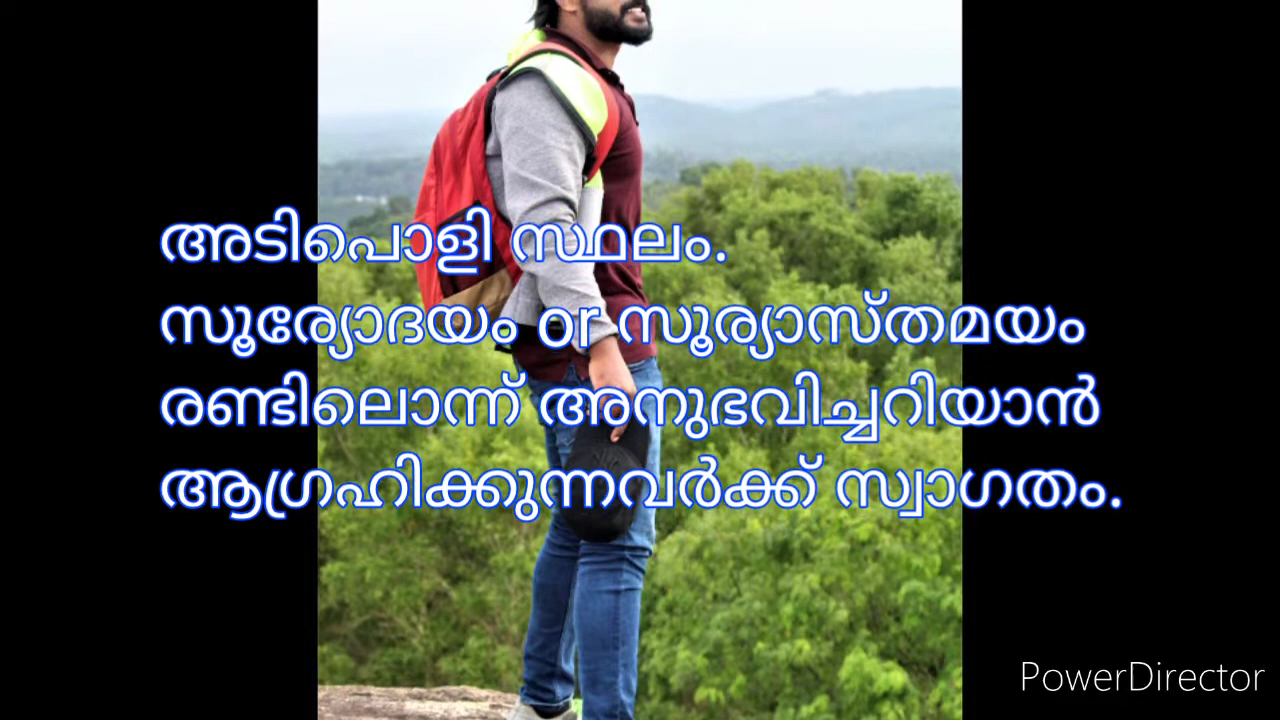 അടിപൊളി സ്ഥലം.
സൂര്യോദയം or സൂര്യാസ്തമയം
രണ്ടിലൊന്ന് അനുഭവിച്ചറിയാൻ
ആഗ്രഹിക്കുന്നവർക്ക് സ്വാഗതം.
PowerDirector